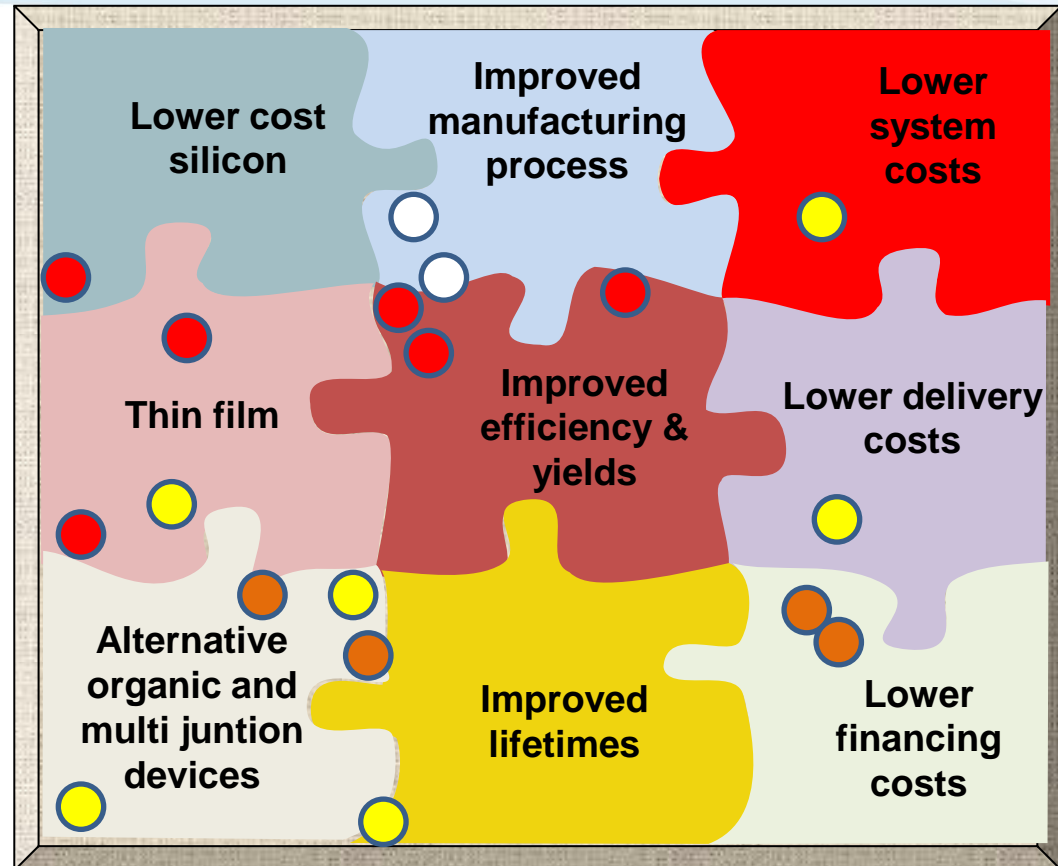 Lower cost
silicon
Improved
manufacturing
process
Lower
system
costs
Thin film
Improved
efficiency &
yields
Lower delivery
costs
Alternative
organic and
multi juntion
devices
Improved
lifetimes
Lower
financing
costs